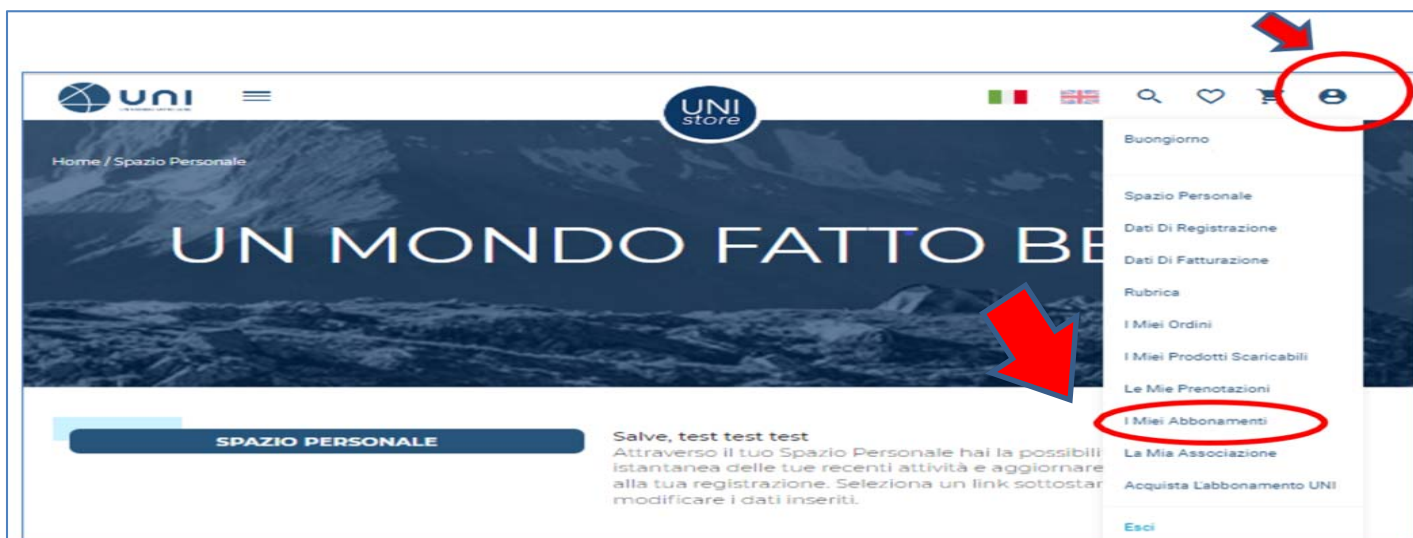 UNI
UNI
store
Home / Spazio Personale
UN MONDO FATTO BE
Buongiorno
Spazio Personale
Dati Di Registrazione
Dati Di Fatturazione
Rubrica
I Miei Ordini
I Miei Prodotti Scaricabili
Le Mie Prenotazioni
I Miei Abbonamenti
La Mia Associazione
Acquista L'abbonamento UNI
Esci
SPAZIO PERSONALE
Salve, test test test
Attraverso il tuo Spazio Personale hai la possibili
istantanea delle tue recenti attività e aggiornare
alla tua registrazione. Seleziona un link sottostar
modificare i dati inseriti.